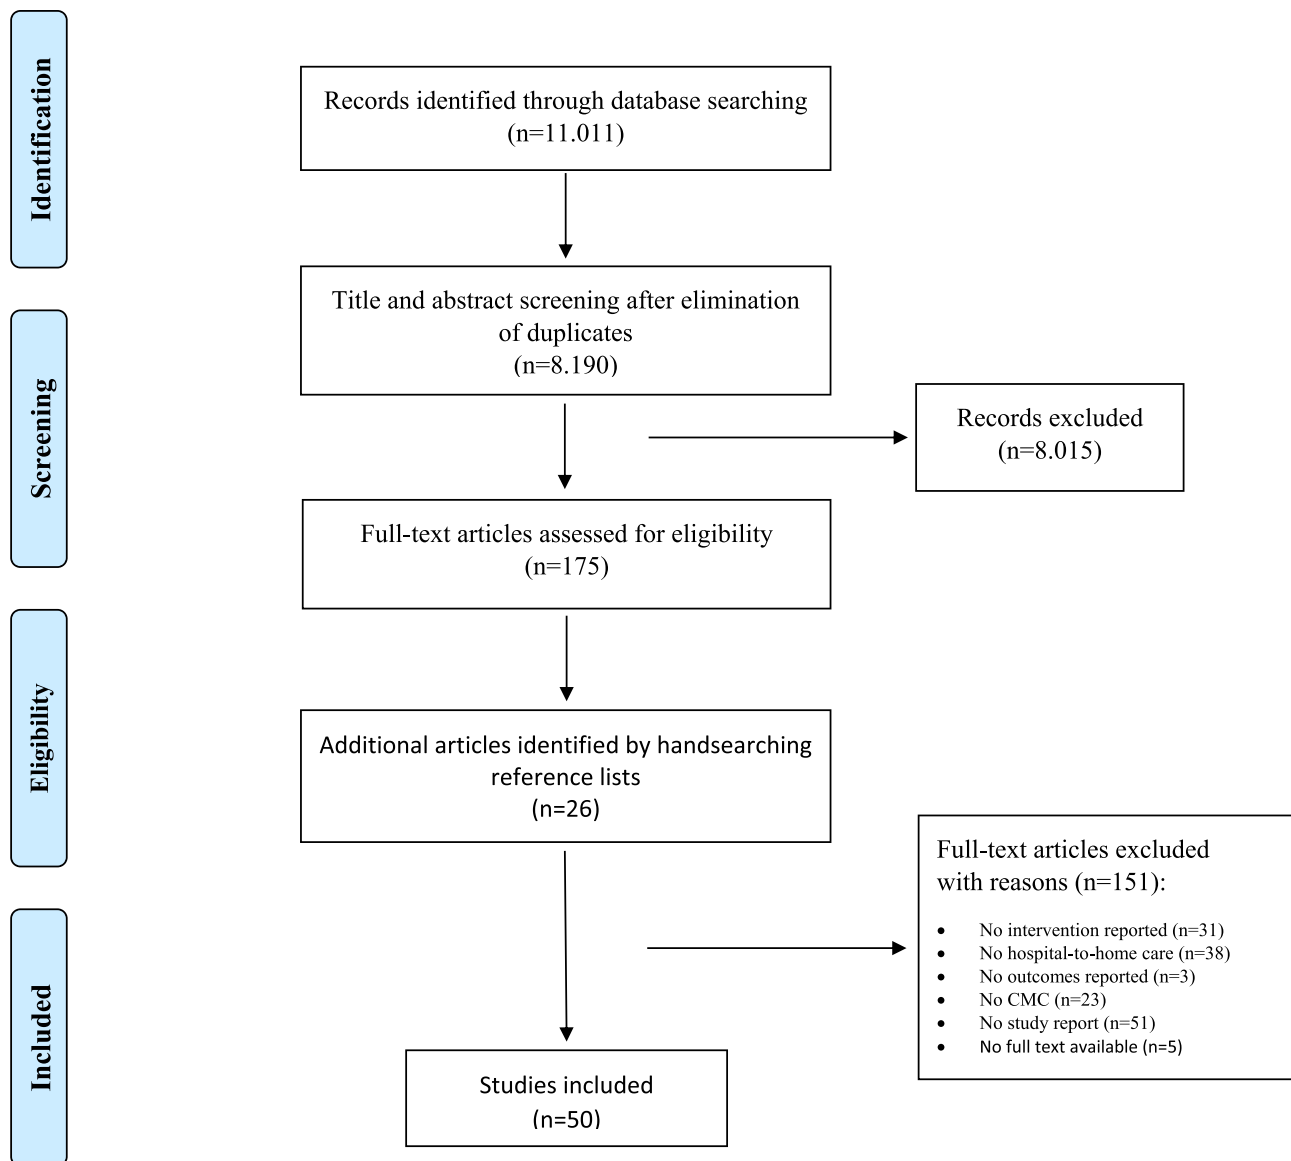 Identification
Records identified through database searching
(n=11.011)
Title and abstract screening after elimination
of duplicates
(n=8.190)
Screening
Records excluded
(n=8.015)
Full-text articles assessed for eligibility
(n=175)
Eligibility
Additional articles identified by handsearching
reference lists
(n=26)
Full-text articles excluded
with reasons (n=151):
• No intervention reported (n=31)
• No hospital-to-home care (n=38)
• No outcomes reported (n=3)
• No CMC (n=23)
• No study report (n=51)
• No full text available (n=5)
Included
Studies included
(n=50)